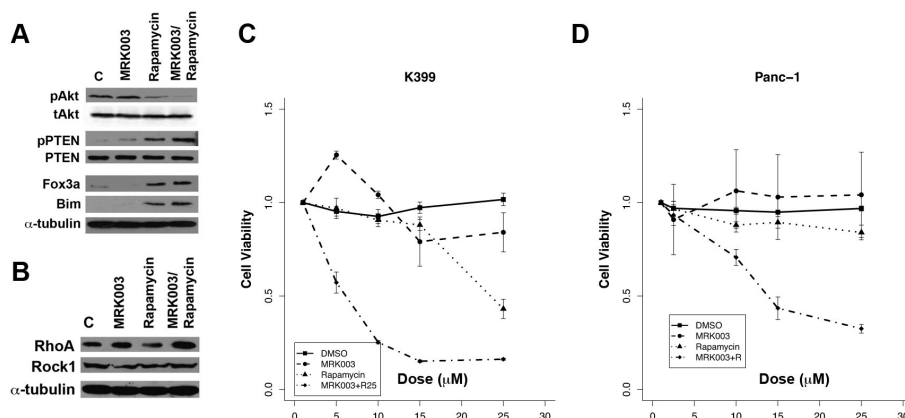 A
C
MRK003
Rapamycin
MRK003/
Rapamycin
pAkt
tAkt
pPTEN
PTEN
Fox3a
Bim
α-tubulin
B
C
MRK003
Rapamycin
MRK003/
Rapamycin
RhoA
Rock1
α-tubulin
C
K399
Cell Viability
1.5
1.0
0.5
0.0
DMSO
MRK003
Rapamycin
MRK003+R25
Dose (μM)
0 5 10 15 20 25 30
D
Panc-1
Cell Viability
1.5
1.0
0.5
0.0
DMSO
MRK003
Rapamycin
MRK003+R
Dose (μM)
0 5 10 15 20 25 30